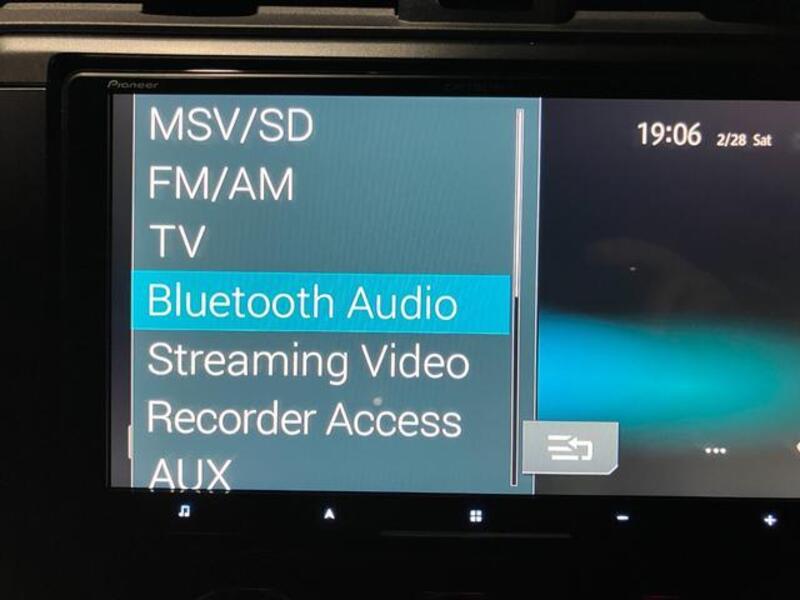 Pioneer
MSV/SD
FM/AM
TV
Bluetooth Audio
Streaming Video
Recorder Access
AUX
19:06 2/28 Sat